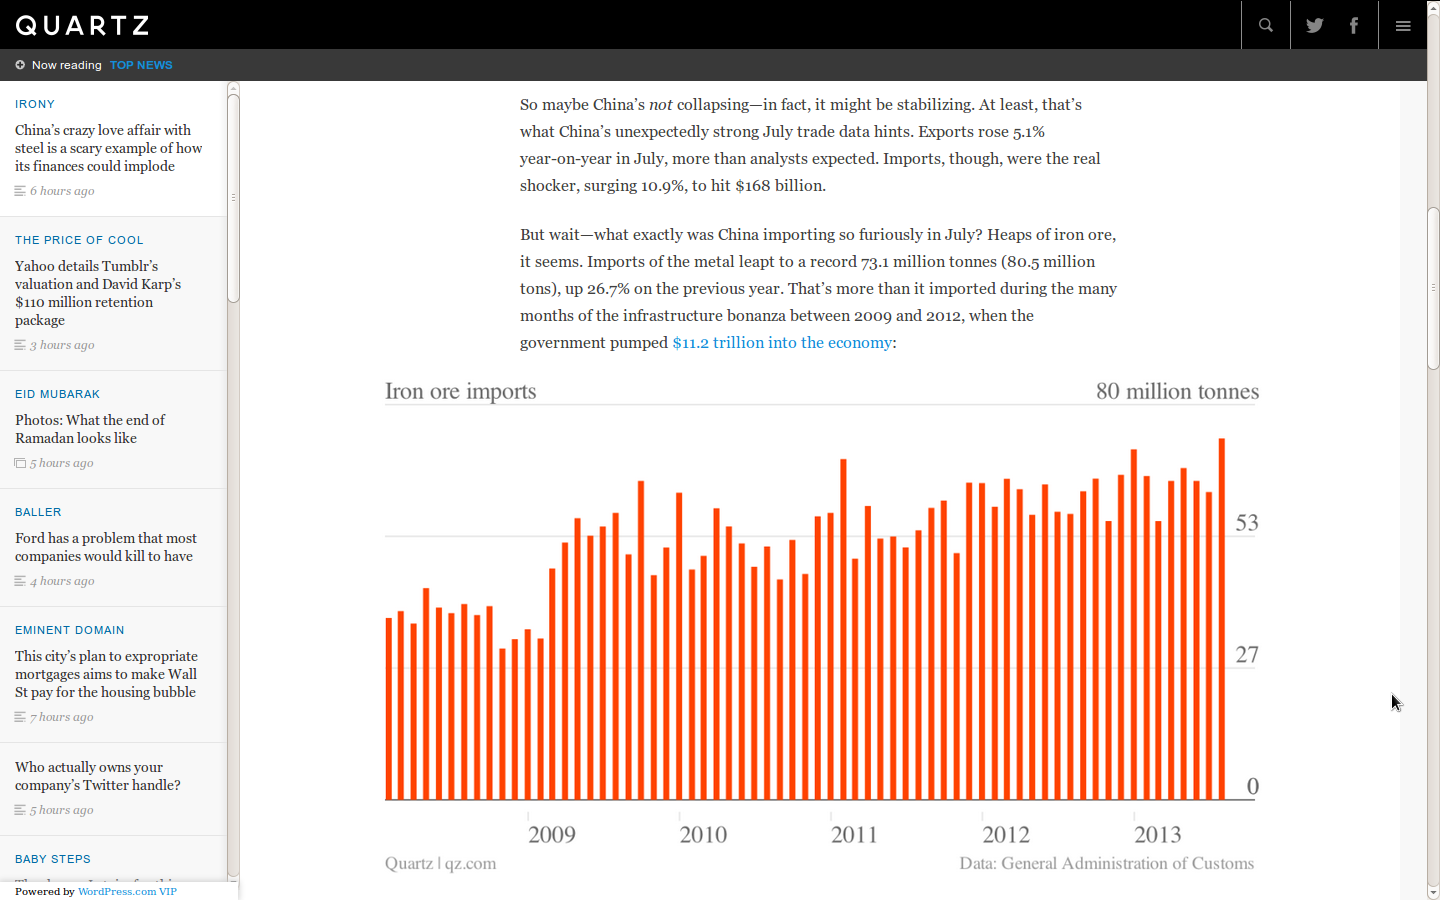 QUARTZ
Now reading TOP NEWS
IRONY
China's crazy love affair with
steel is a scary example of how
its finances could implode
6 hours ago
THE PRICE OF COOL
Yahoo details Tumblr's
valuation and David Karp's
$110 million retention
package
3 hours ago
EID MUBARAK
Photos: What the end of
Ramadan looks like
5 hours ago
BALLER
Ford has a problem that most
companies would kill to have
4 hours ago
EMINENT DOMAIN
This city's plan to expropriate
mortgages aims to make Wall
St pay for the housing bubble
7 hours ago
Who actually owns your
company's Twitter handle?
5 hours ago
BABY STEPS
Powered by WordPress.com VIP
So maybe China's not collapsing—in fact, it might be stabilizing. At least, that's
what China's unexpectedly strong July trade data hints. Exports rose 5.1%
year-on-year in July, more than analysts expected. Imports, though, were the real
shocker, surging 10.9%, to hit $168 billion.
But wait—what exactly was China importing so furiously in July? Heaps of iron ore,
it seems. Imports of the metal leapt to a record 73.1 million tonnes (80.5 million
tons), up 26.7% on the previous year. That's more than it imported during the many
months of the infrastructure bonanza between 2009 and 2012, when the
government pumped $11.2 trillion into the economy:
Iron ore imports 80 million tonnes
53
27
0
2009 2010 2011 2012 2013
Quartz | qz.com Data: General Administration of Customs